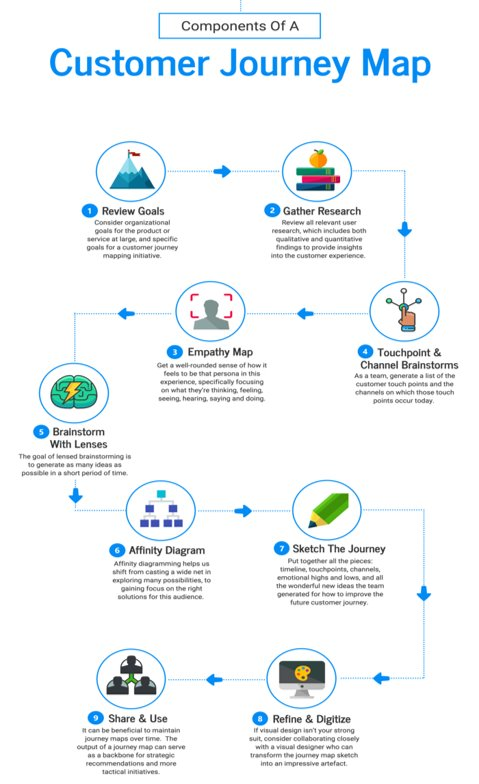 Components Of A
Customer Journey Map
1 Review Goals
Consider organizational
goals for the product or
service at large, and specific
goals for a customer journey
mapping initiative.
2 Gather Research
Review all relevant user
research, which includes both
qualitative and quantitative
findings to provide insights
into the customer experience.
3 Empathy Map
Get a well-rounded sense of how it
feels to be that persona in this
experience, specifically focusing
on what they're thinking, feeling,
seeing, hearing, saying and doing.
4 Touchpoint &
Channel Brainstorms
As a team, generate a list of the
customer touch points and the
channels on which those touch
points occur today.
5 Brainstorm
With Lenses
The goal of lensed brainstorming is
to generate as many ideas as
possible in a short period of time.
6 Affinity Diagram
Affinity diagramming helps us
shift from casting a wide net in
exploring many possibilities, to
gaining focus on the right
solutions for this audience.
7 Sketch The Journey
Put together all the pieces:
timeline, touchpoints, channels,
emotional highs and lows, and all
the wonderful new ideas the team
generated for how to improve the
future customer journey.
8 Refine & Digitize
If visual design isn't your strong
suit, consider collaborating closely
with a visual designer who can
transform the journey map sketch
into an impressive artefact.
9 Share & Use
It can be beneficial to maintain
journey maps over time. The
output of a journey map can serve
as a backbone for strategic
recommendations and more
tactical initiatives.